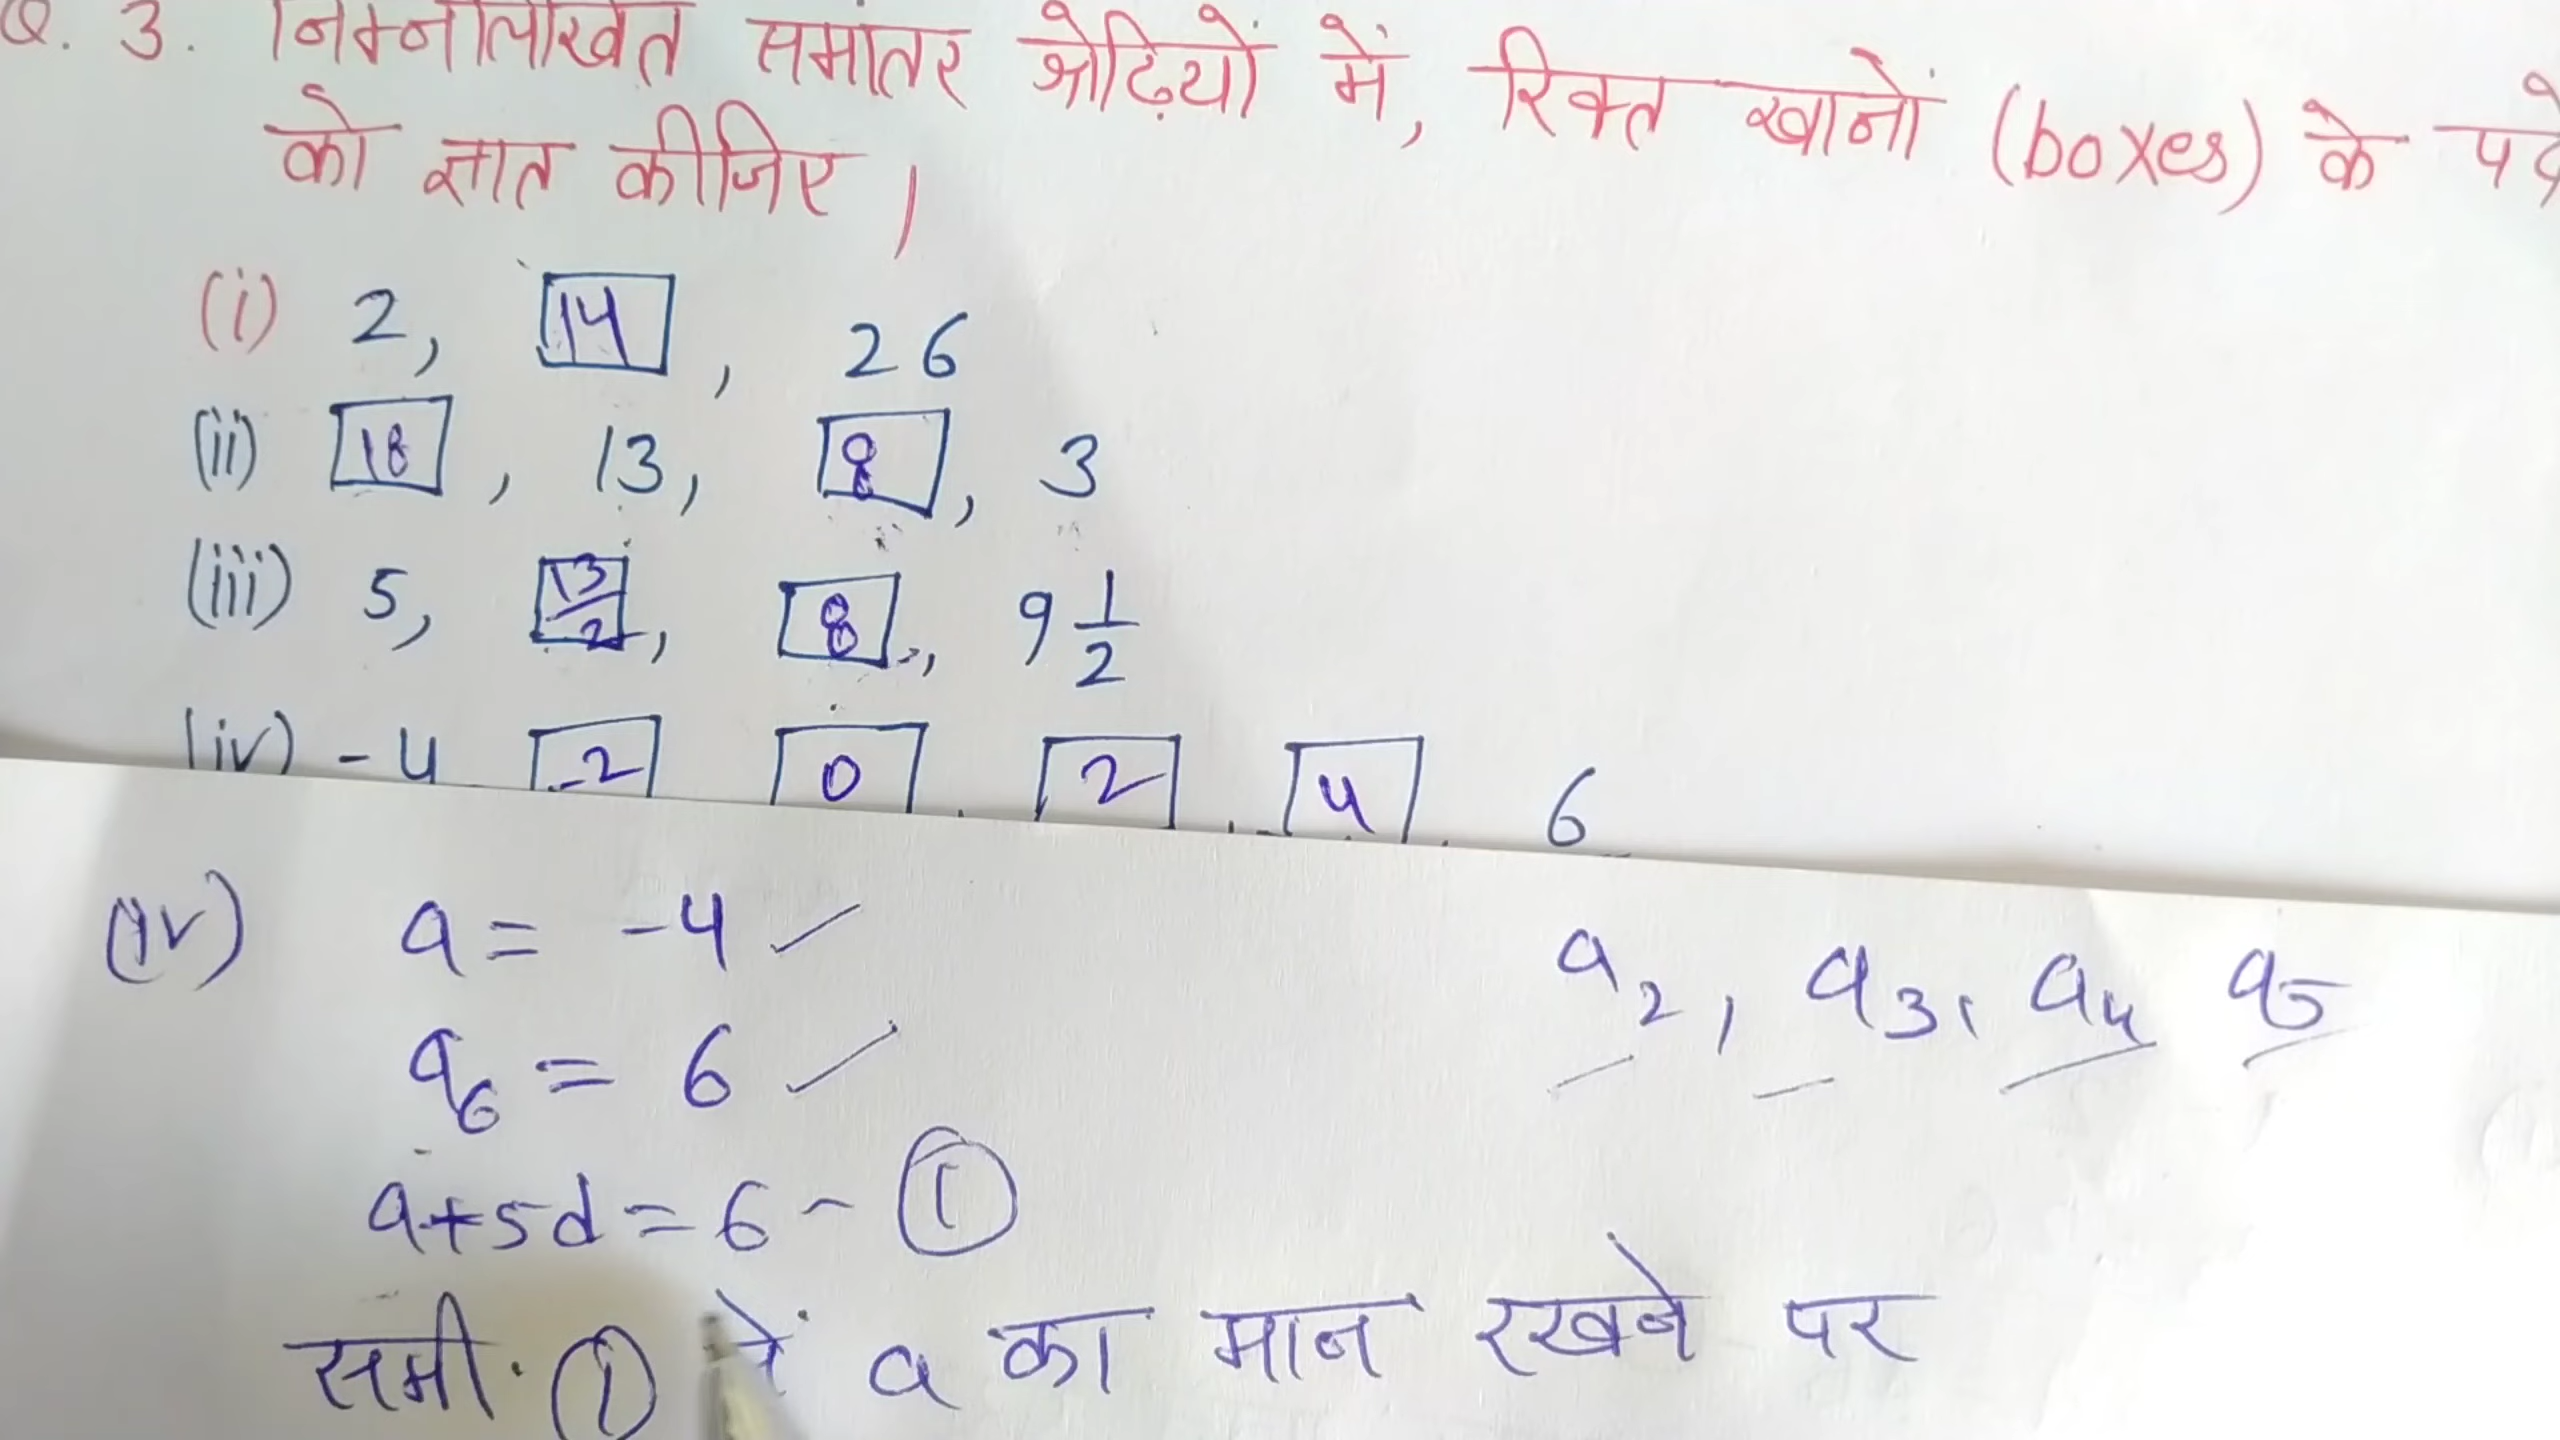 Q. 3. निम्नलिखित समांतर श्रेढ़ियों में, रिक्त खानों (boxes) के
को ज्ञात कीजिए।
(i) 2, 14, 26
(ii) 18, 13, 8, 3
(iii) 5, 13/2, 8, 9 1/2
(iv) -4 -2 0, 2, 4, 6
(iv) a = -4 ✓ a2, a3, a4 a5
a6 = 6 ✓
a+5d=6 - ①
समी. ① में a का मान रखने पर